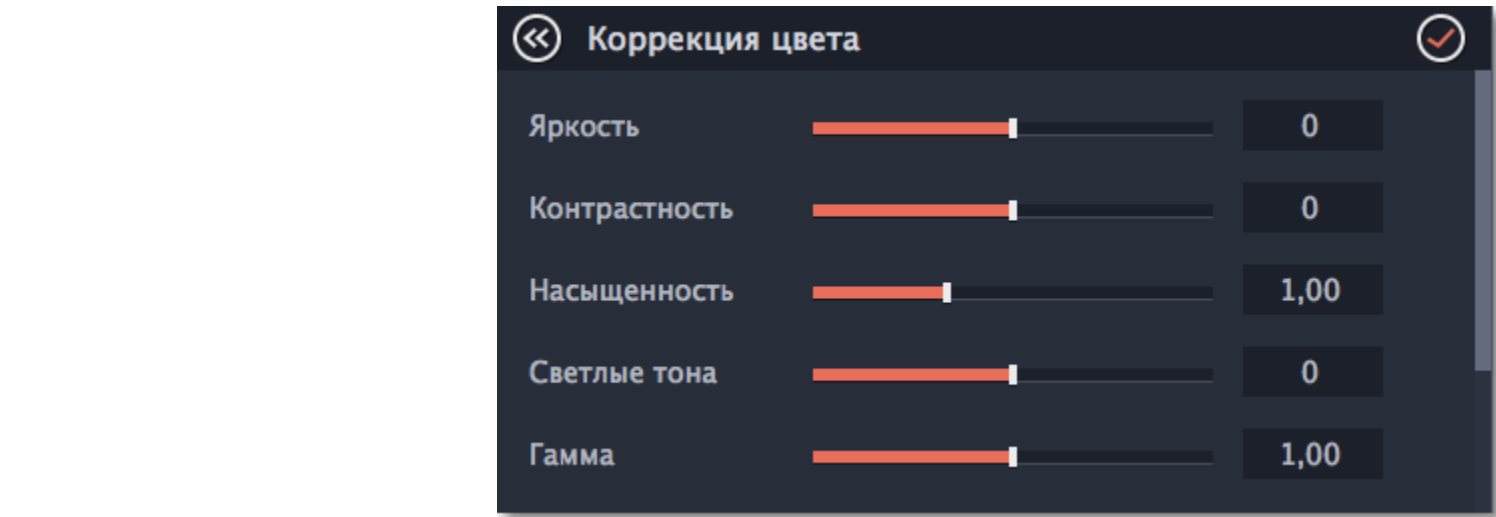 Коррекция цвета
Яркость 0
Контрастность 0
Насыщенность 1,00
Светлые тона 0
Гамма 1,00